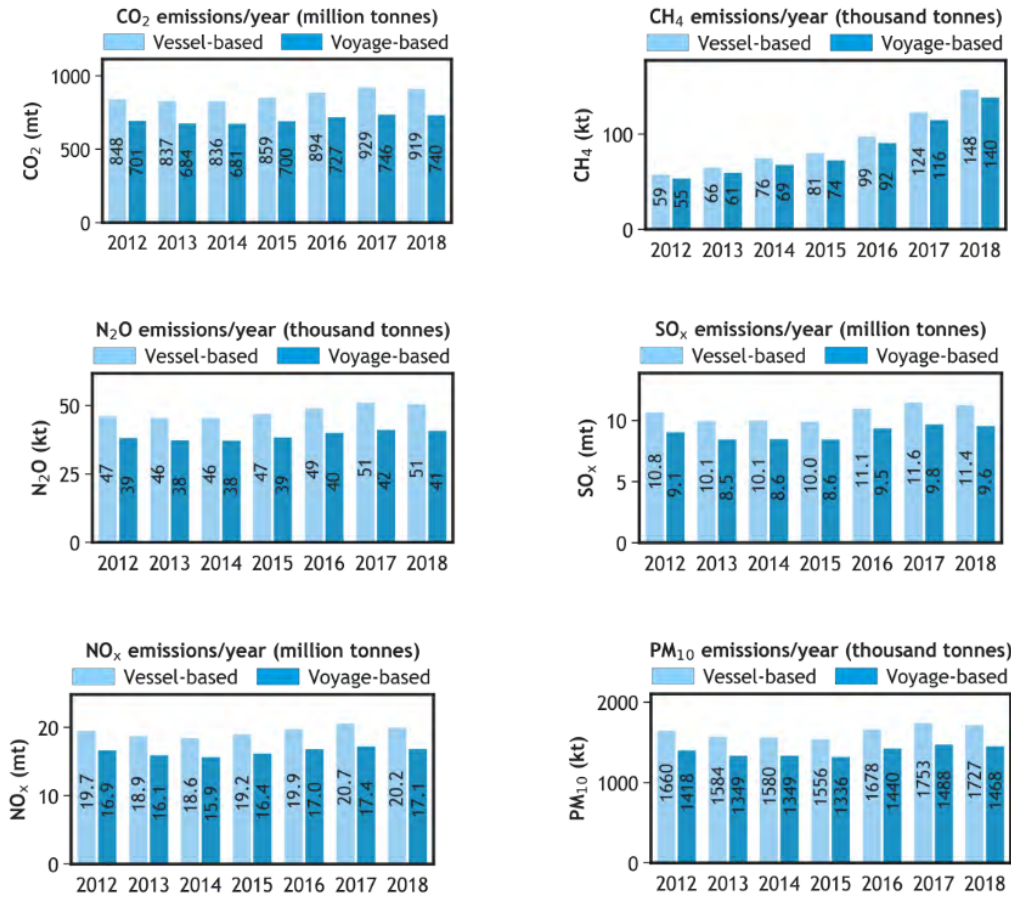 CO₂ emissions/year (million tonnes)
Vessel-based Voyage-based
CO₂ (mt)
1000
500
0
848 701 837 684 836 681 859 700 894 727 929 746 919 740
2012 2013 2014 2015 2016 2017 2018
CH₄ emissions/year (thousand tonnes)
Vessel-based Voyage-based
CH₄ (kt)
100
0
59 55 66 61 76 69 81 74 99 92 124 116 148 140
2012 2013 2014 2015 2016 2017 2018
N₂O emissions/year (thousand tonnes)
Vessel-based Voyage-based
N₂O (kt)
50
25
0
47 39 46 38 46 38 47 39 49 40 51 42 51 41
2012 2013 2014 2015 2016 2017 2018
SOₓ emissions/year (million tonnes)
Vessel-based Voyage-based
SOₓ (mt)
10
5
0
10.8 9.1 10.1 8.5 10.1 8.6 10.0 8.6 11.1 9.5 11.6 9.8 11.4 9.6
2012 2013 2014 2015 2016 2017 2018
NOₓ emissions/year (million tonnes)
Vessel-based Voyage-based
NOₓ (mt)
20
10
0
19.7 16.9 18.9 16.1 18.6 15.9 19.2 16.4 19.9 17.0 20.7 17.4 20.2 17.1
2012 2013 2014 2015 2016 2017 2018
PM₁₀ emissions/year (thousand tonnes)
Vessel-based Voyage-based
PM₁₀ (kt)
2000
1000
0
1660 1418 1584 1349 1580 1349 1556 1336 1678 1440 1753 1488 1727 1468
2012 2013 2014 2015 2016 2017 2018